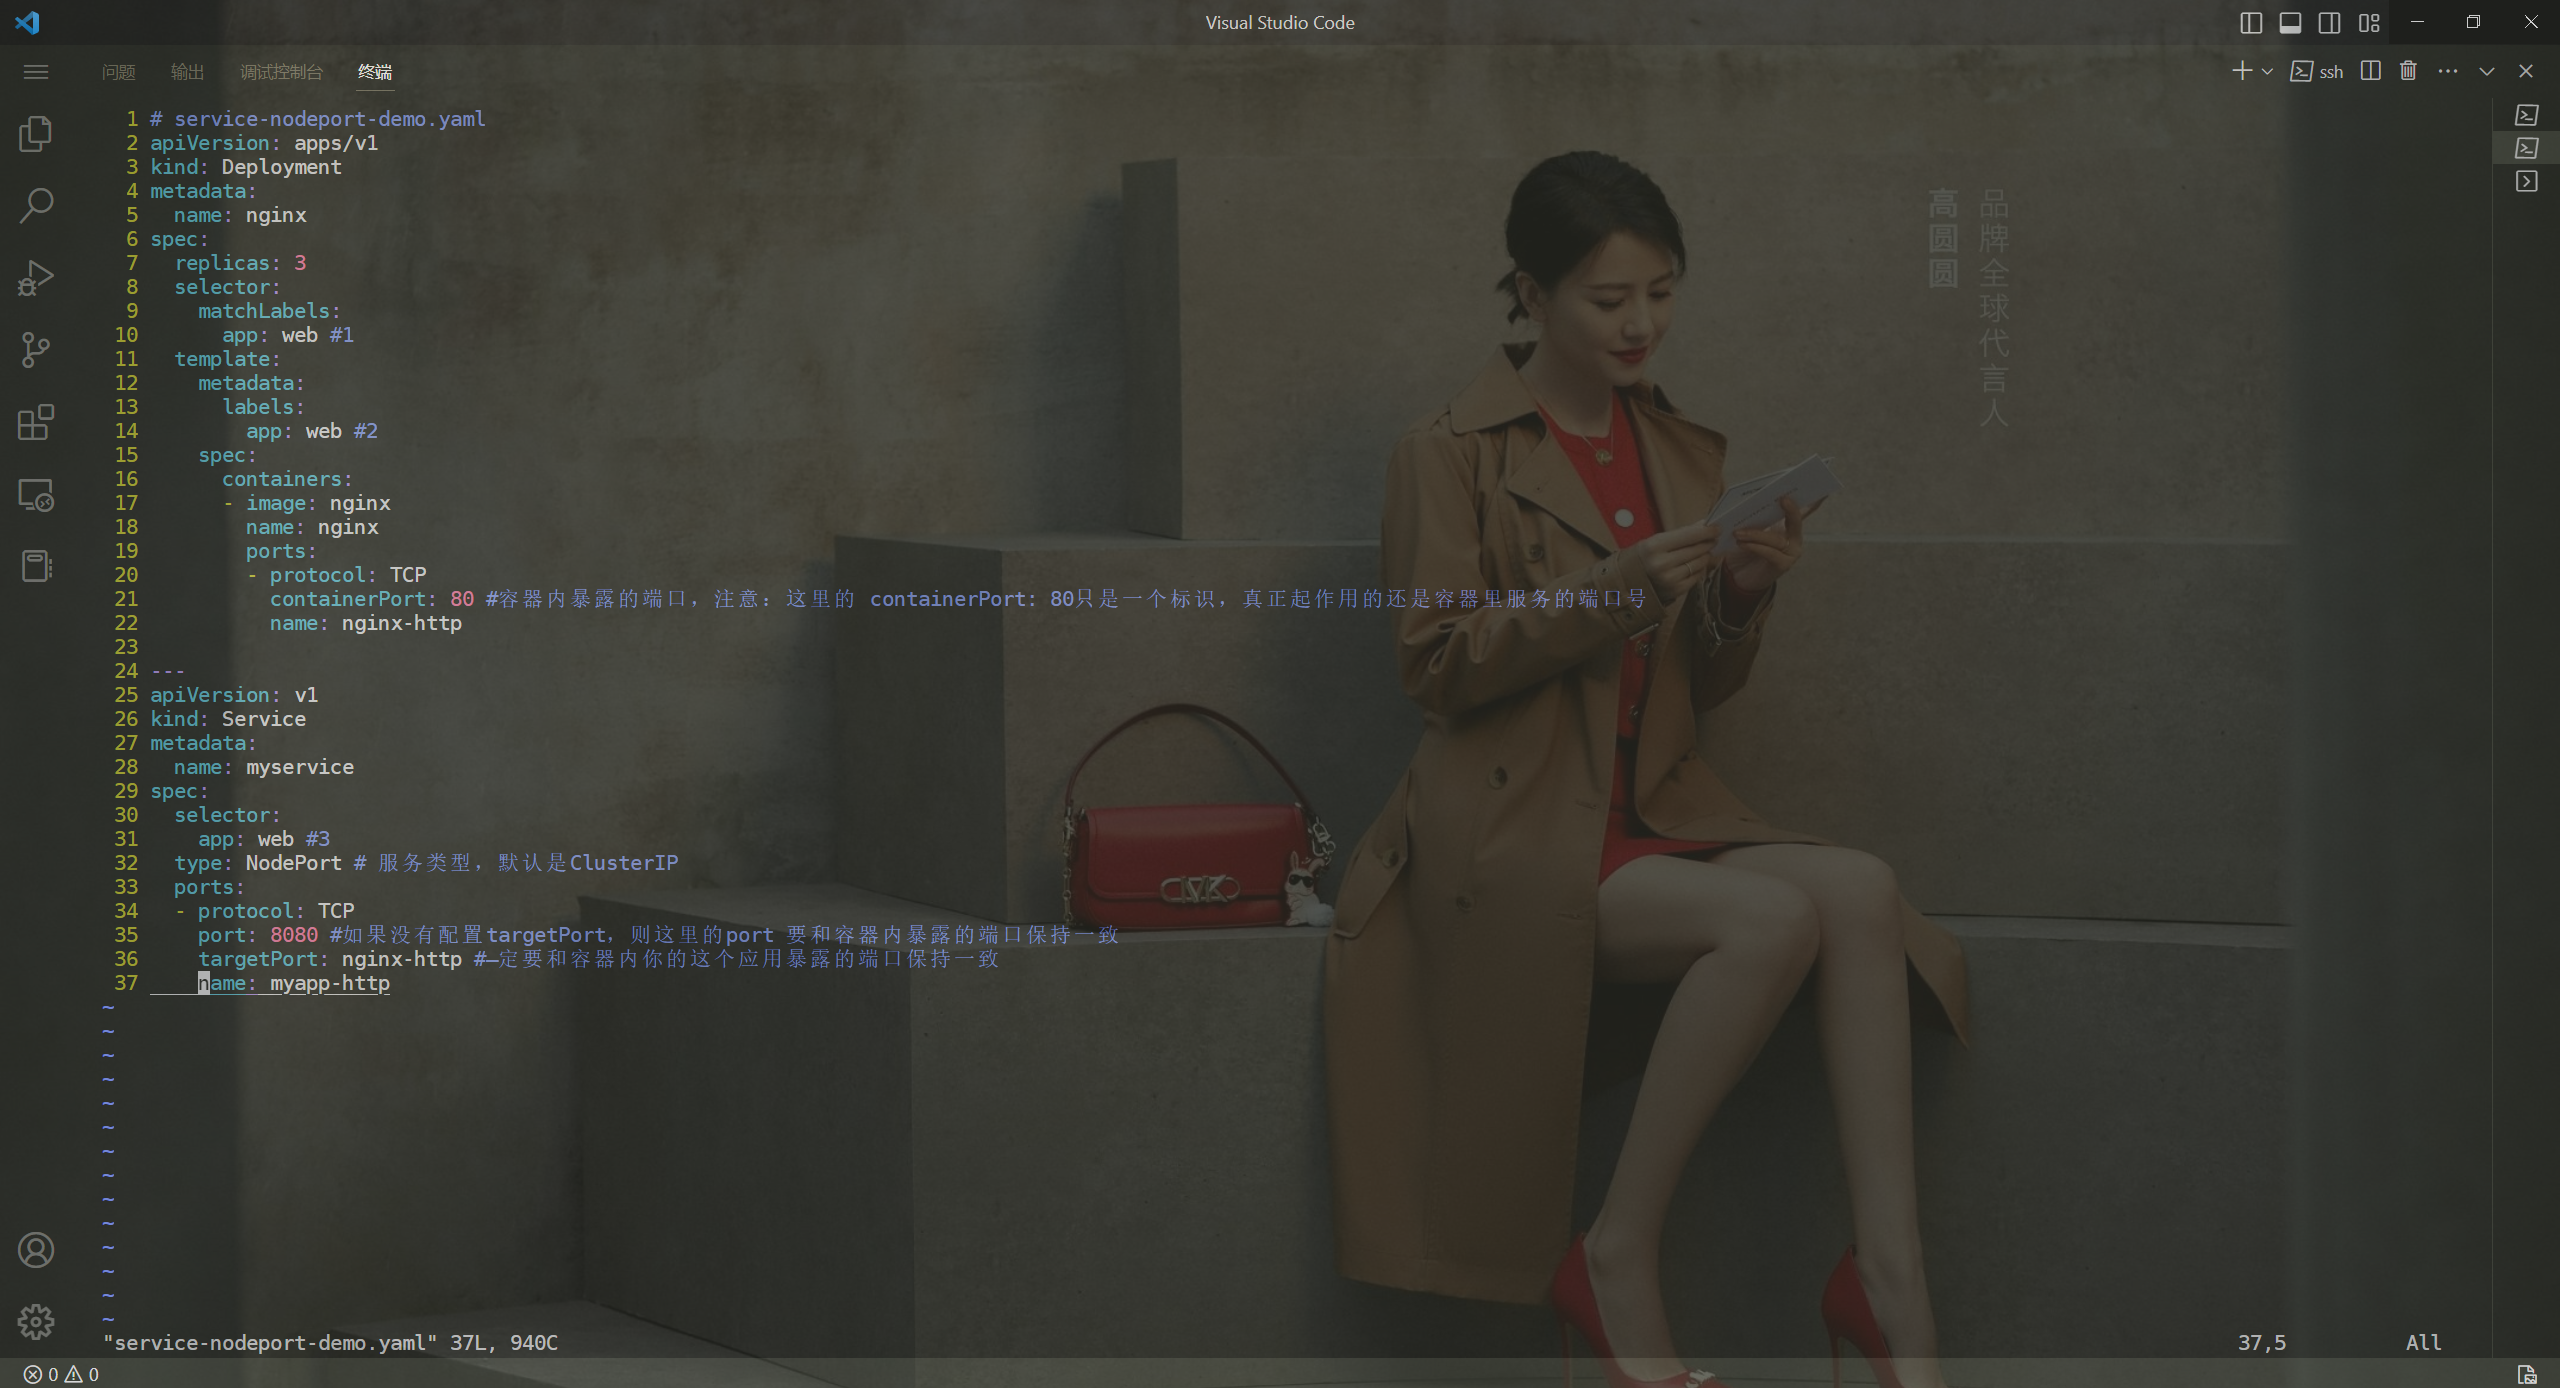 Visual Studio Code
问题 输出 调试控制台 终端
ssh
1 # service-nodeport-demo.yaml
2 apiVersion: apps/v1
3 kind: Deployment
4 metadata:
5   name: nginx
6 spec:
7   replicas: 3
8   selector:
9     matchLabels:
10       app: web #1
11   template:
12     metadata:
13       labels:
14         app: web #2
15     spec:
16       containers:
17       - image: nginx
18         name: nginx
19         ports:
20         - protocol: TCP
21           containerPort: 80 #容器内暴露的端口，注意：这里的 containerPort: 80只是一个标识，真正起作用的还是容器里服务的端口号
22           name: nginx-http
23
24 ---
25 apiVersion: v1
26 kind: Service
27 metadata:
28   name: myservice
29 spec:
30   selector:
31     app: web #3
32   type: NodePort # 服务类型，默认是ClusterIP
33   ports:
34   - protocol: TCP
35     port: 8080 #如果没有配置targetPort，则这里的port 要和容器内暴露的端口保持一致
36     targetPort: nginx-http #一定要和容器内你的这个应用暴露的端口保持一致
37     name: myapp-http
~
~
~
~
~
~
~
~
~
~
~
~
~
~
"service-nodeport-demo.yaml" 37L, 940C 37,5 All
0 0
品牌全球代言人
高圆圆
MK